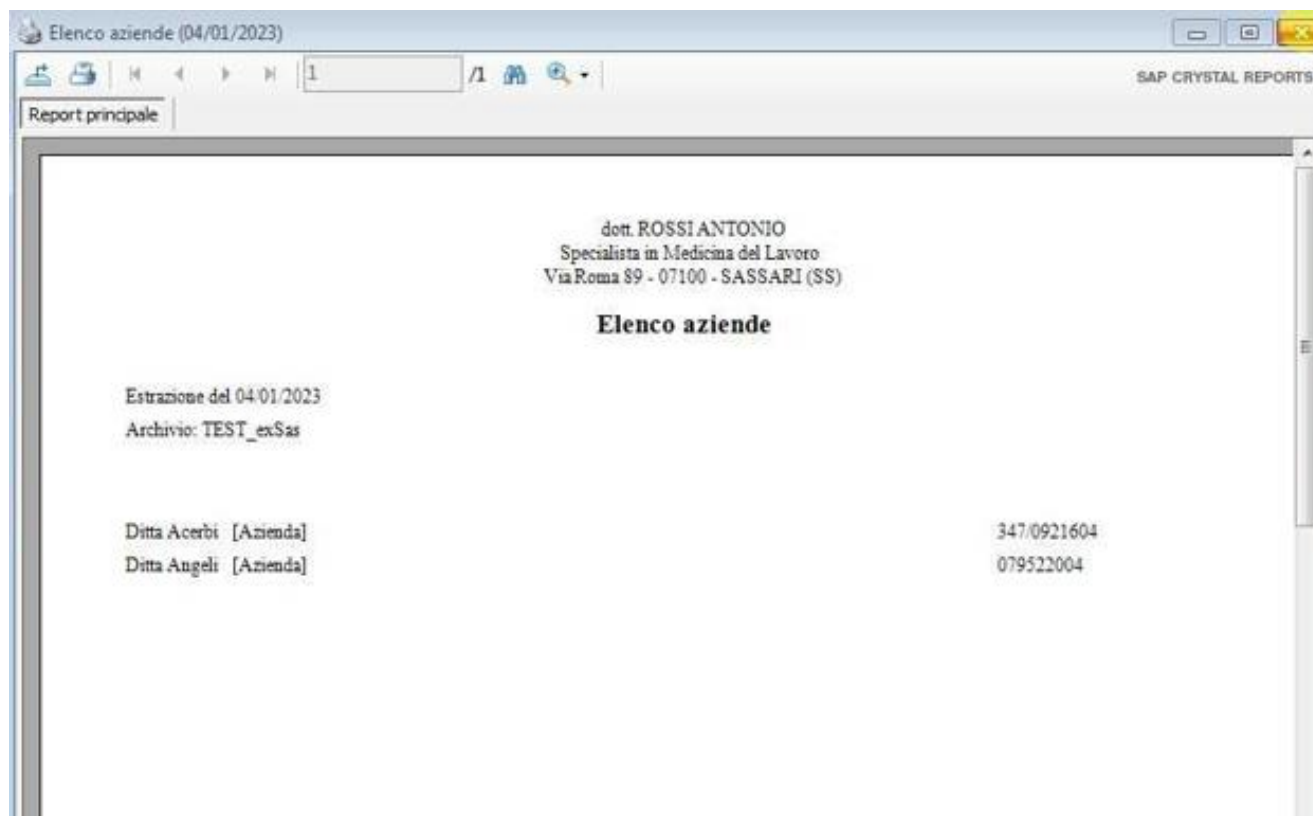 Elenco aziende (04/01/2023)
1 /1 SAP CRYSTAL REPORTS
Report principale
dott. ROSSI ANTONIO
Specialista in Medicina del Lavoro
Via Roma 89 - 07100 - SASSARI (SS)
Elenco aziende
Estrazione del 04/01/2023
Archivio: TEST_exSas
Ditta Acerbi [Azienda] 347/0921604
Ditta Angeli [Azienda] 079522004